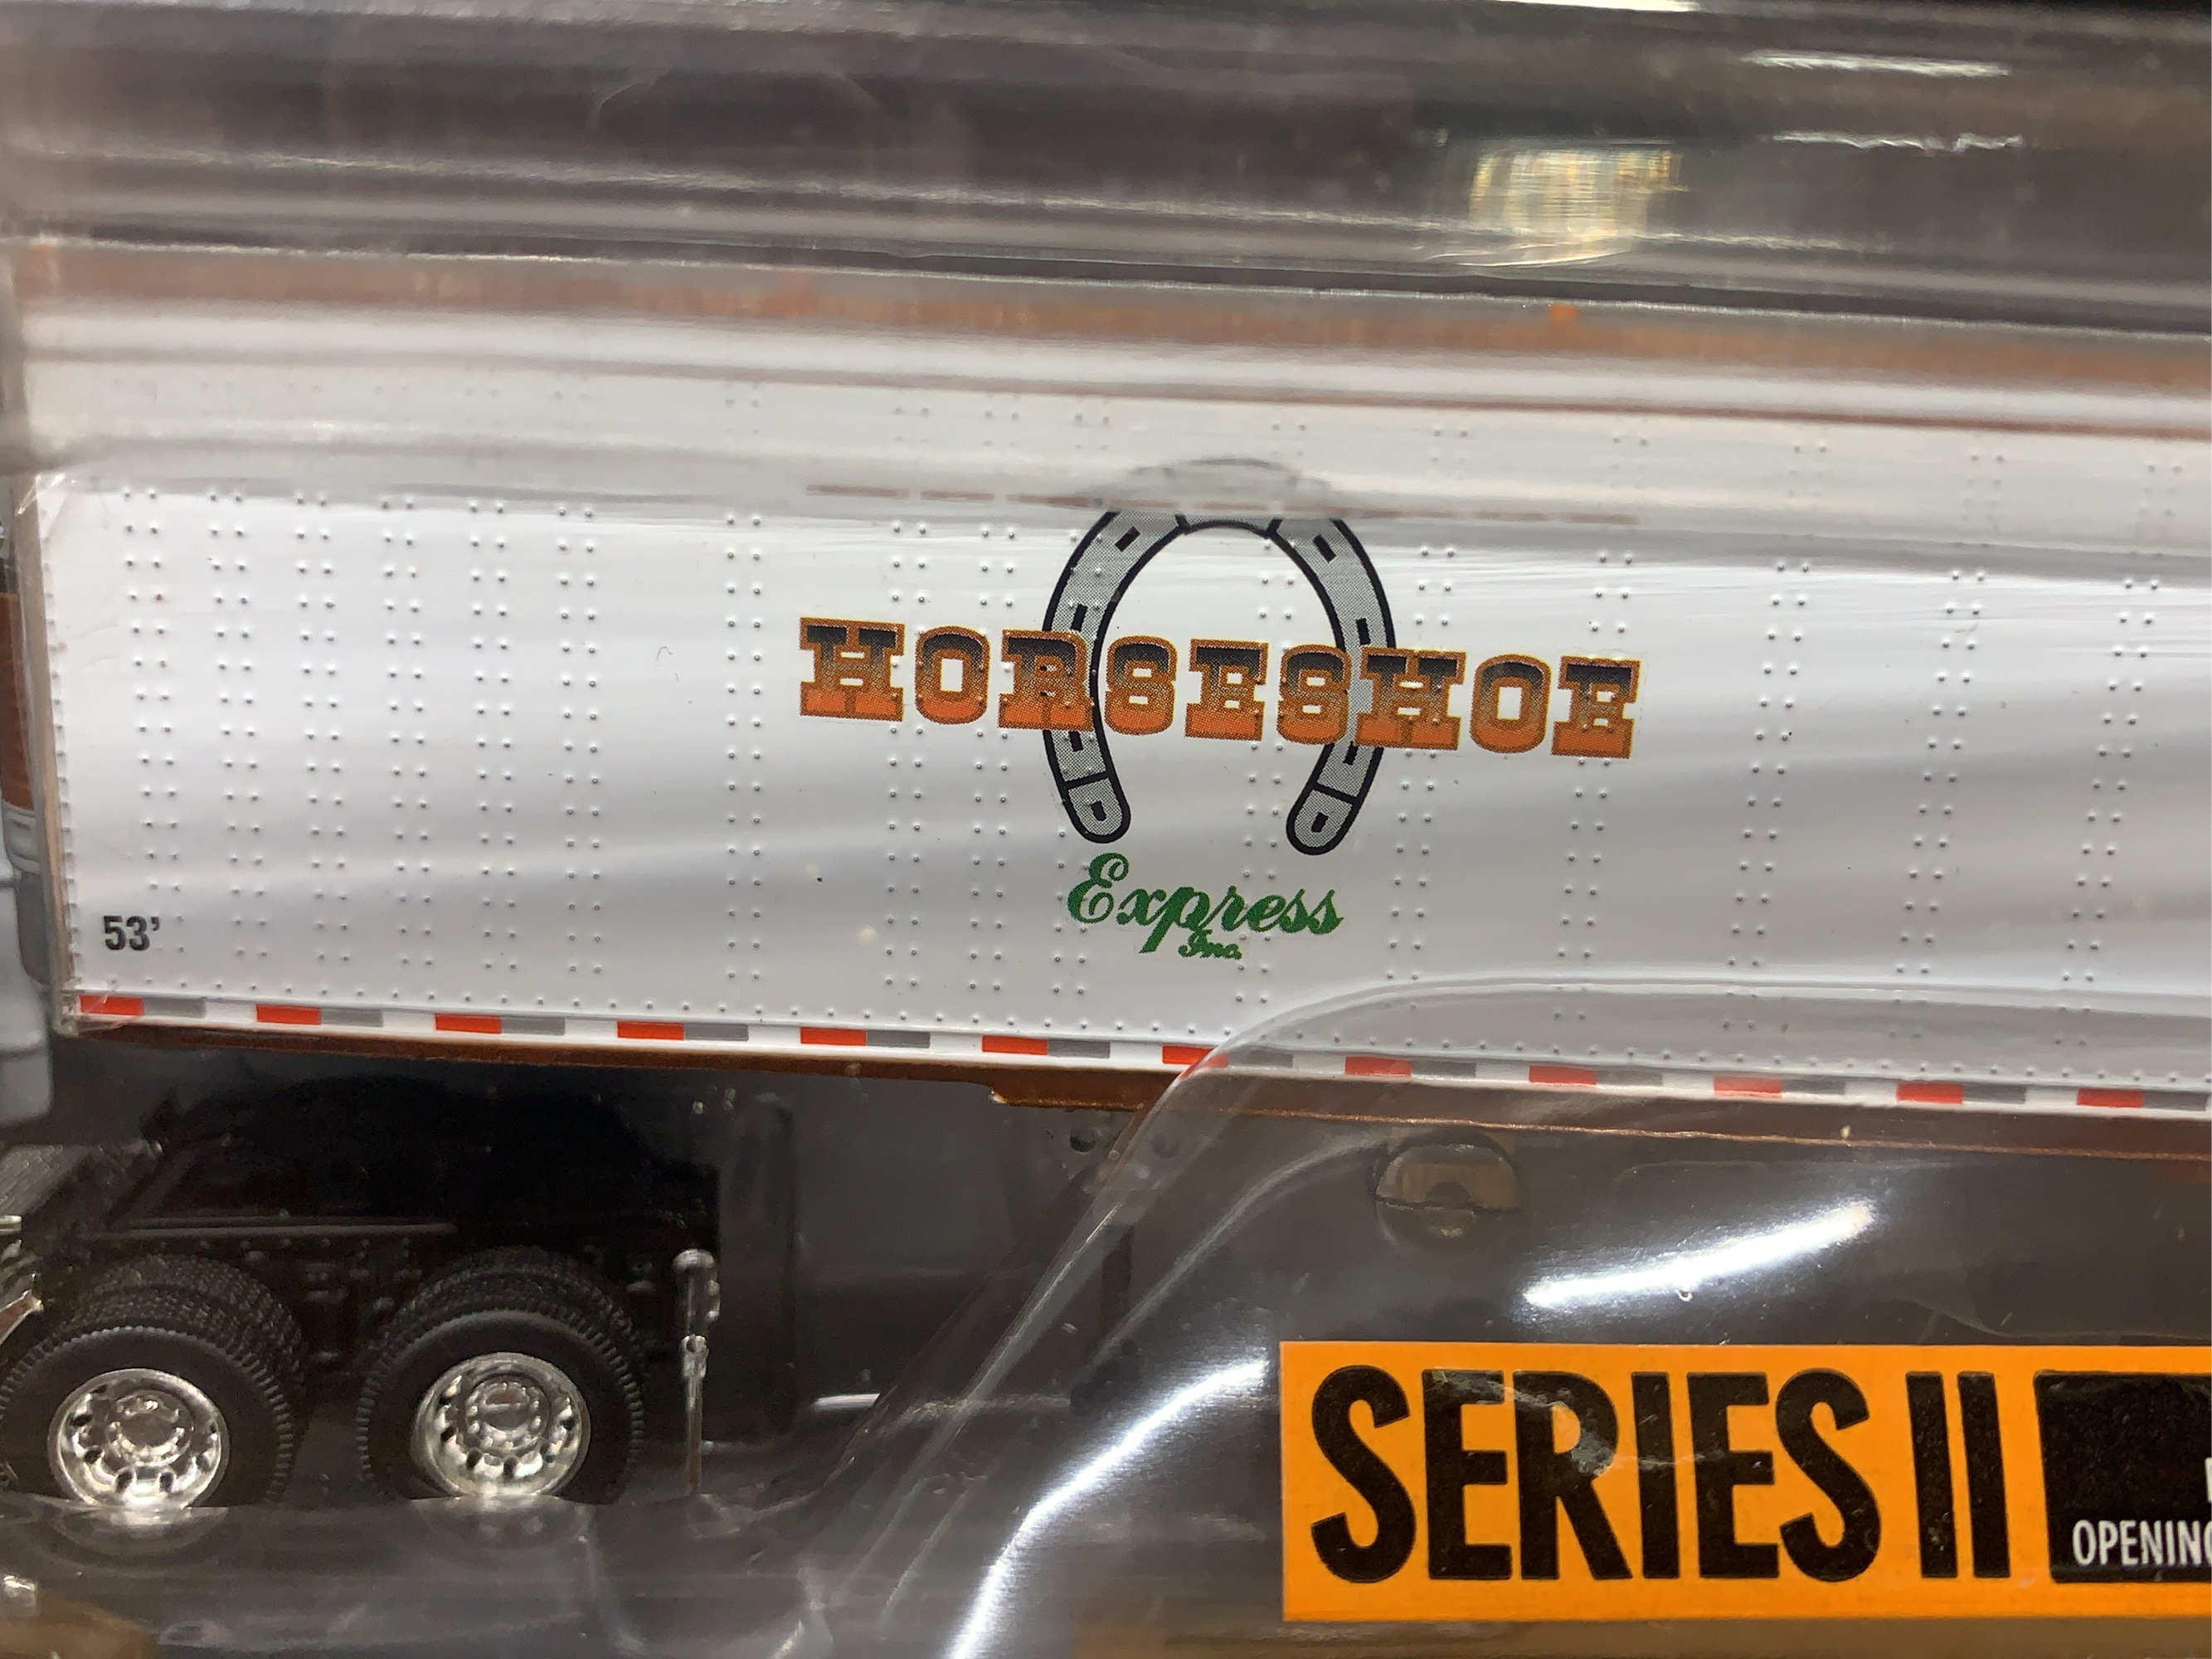 HORSESHOE
Express
Inc.
53’
SERIES II
OPENING